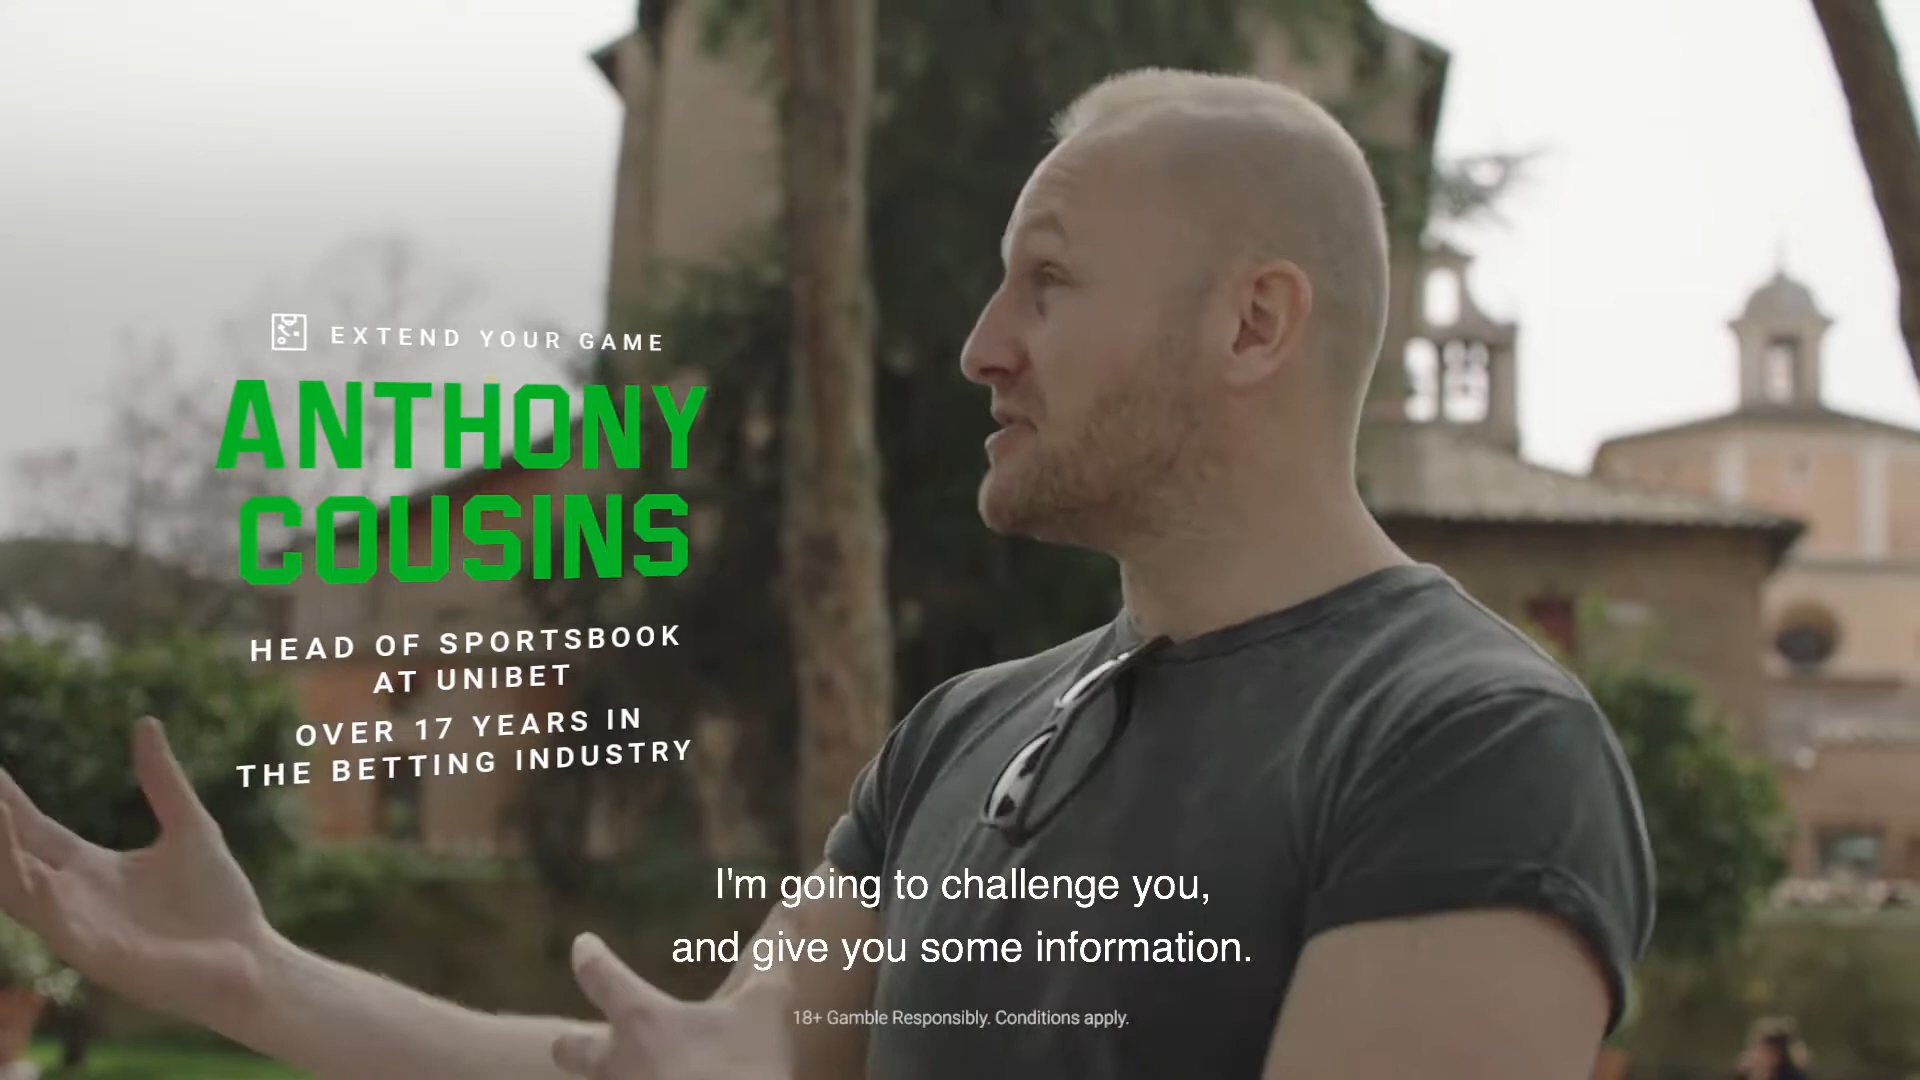 EXTEND YOUR GAME
ANTHONY
COUSINS
HEAD OF SPORTSBOOK
AT UNIBET
OVER 17 YEARS IN
THE BETTING INDUSTRY
I'm going to challenge you,
and give you some information.
18+ Gamble Responsibly. Conditions apply.